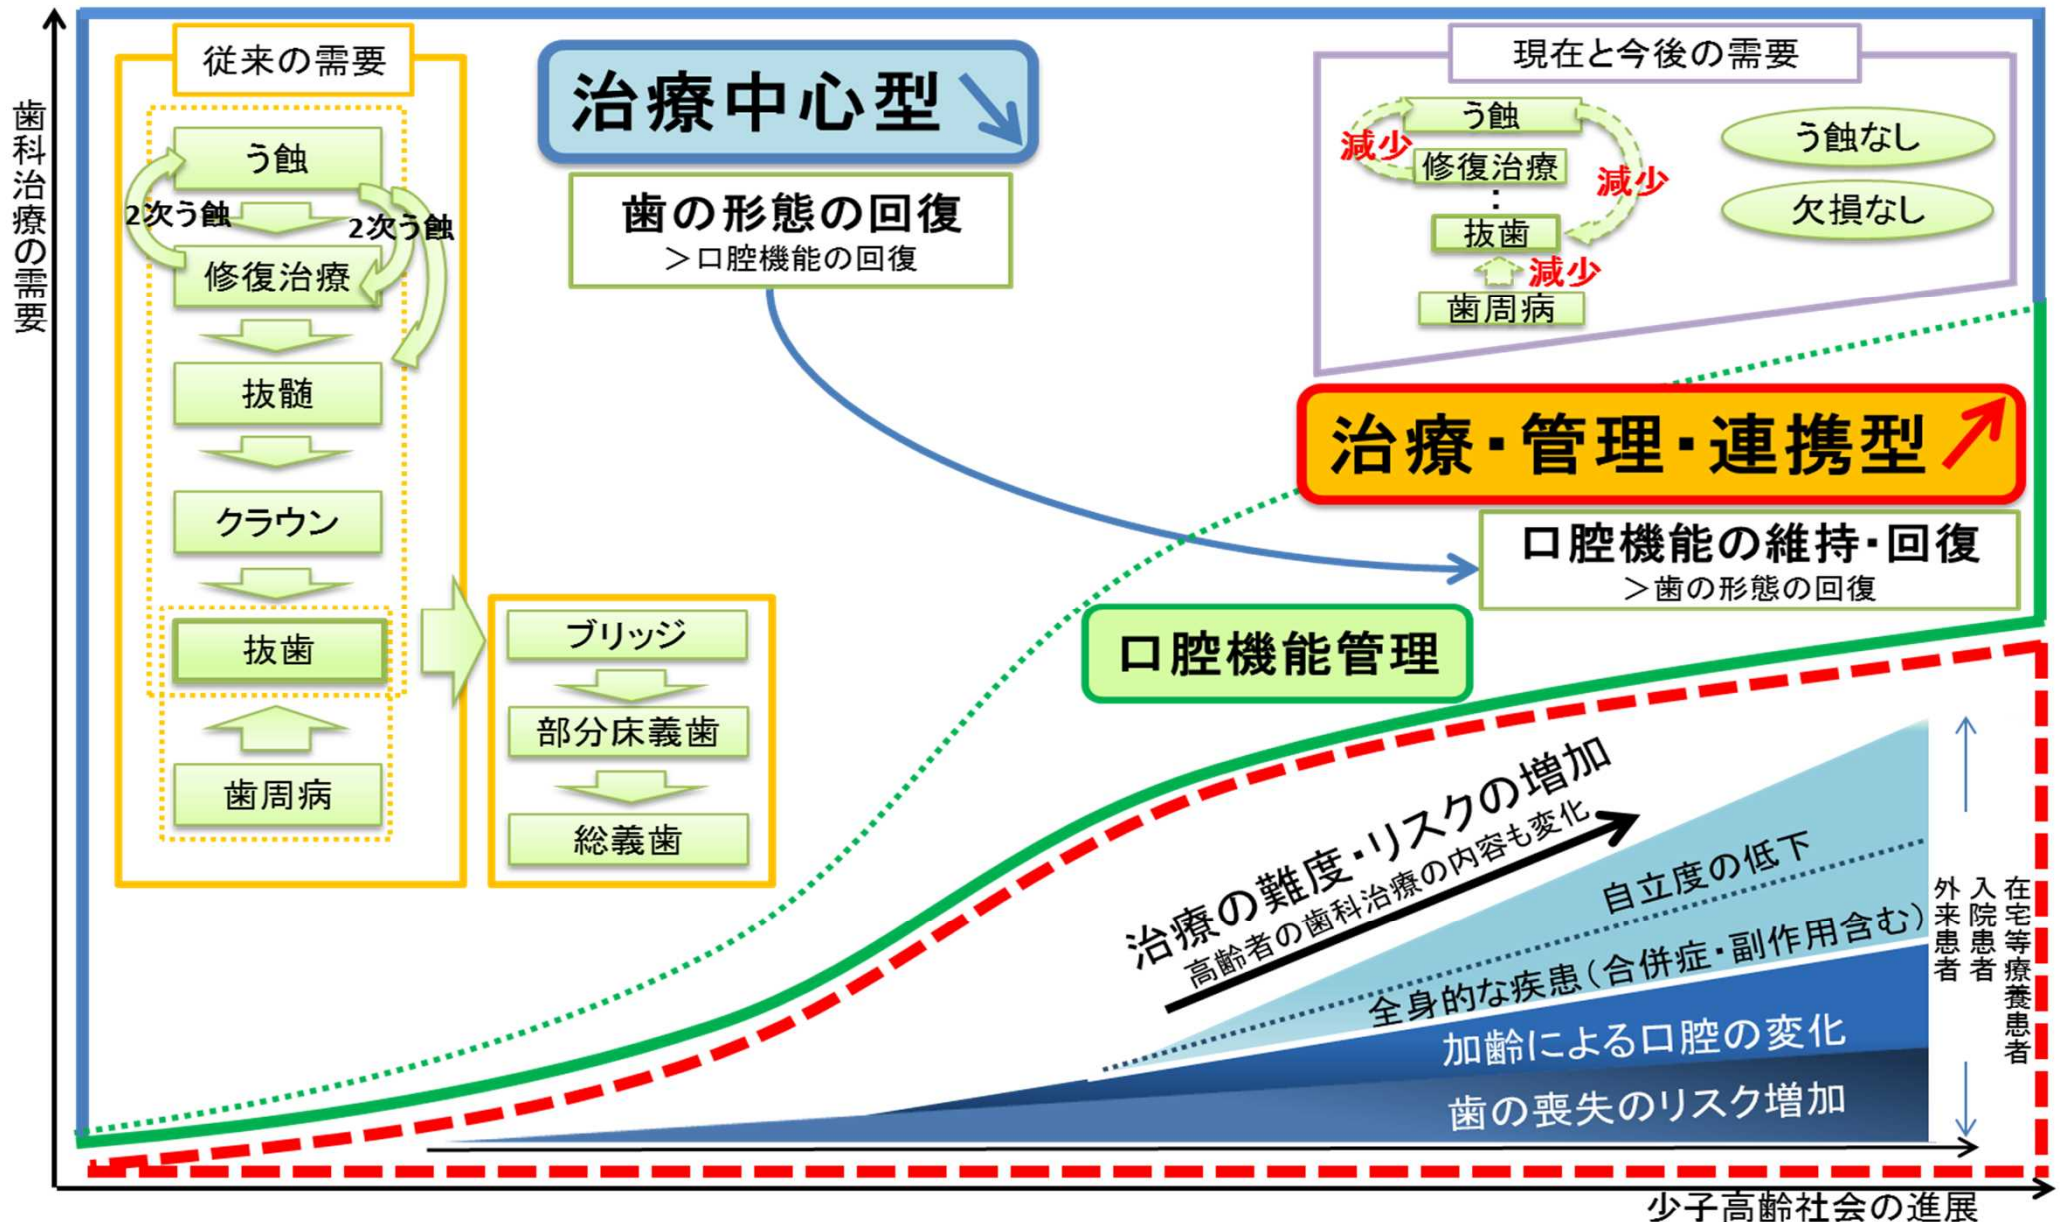 歯科治療の需要
従来の需要
う蝕
2次う蝕
2次う蝕
修復治療
抜髄
クラウン
抜歯
歯周病
ブリッジ
部分床義歯
総義歯
治療中心型
歯の形態の回復
＞口腔機能の回復
現在と今後の需要
う蝕
減少
修復治療
減少
：
抜歯
減少
歯周病
う蝕なし
欠損なし
治療・管理・連携型
口腔機能の維持・回復
＞歯の形態の回復
口腔機能管理
治療の難度・リスクの増加
高齢者の歯科治療の内容も変化
自立度の低下
全身的な疾患（合併症・副作用含む）
加齢による口腔の変化
歯の喪失のリスク増加
在宅等療養患者
入院患者
外来患者
少子高齢社会の進展